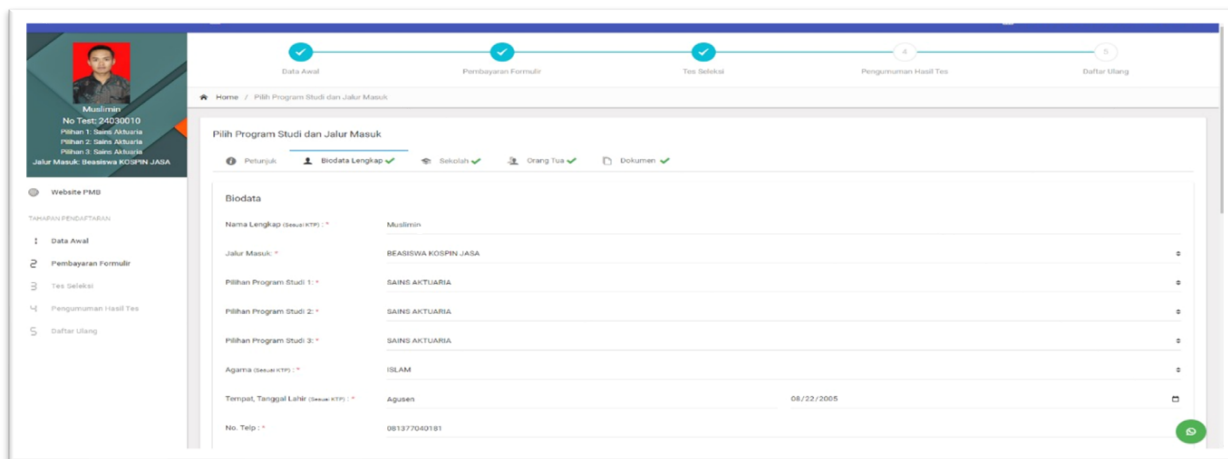 Muslimin
No Test: 24030010
Pilihan 1: Sains Aktuaria
Pilihan 2: Sains Aktuaria
Pilihan 3: Sains Aktuaria
Jalur Masuk: Beasiswa KOSPIN JASA
Website PMB
TAHAPAN PENDAFTARAN
1 Data Awal
2 Pembayaran Formulir
3 Tes Seleksi
4 Pengumuman Hasil Tes
5 Daftar Ulang
Data Awal
Pembayaran Formulir
Tes Seleksi
4
Pengumuman Hasil Tes
5
Daftar Ulang
Home / Pilih Program Studi dan Jalur Masuk
Pilih Program Studi dan Jalur Masuk
Petunjuk Biodata Lengkap Sekolah Orang Tua Dokumen
Biodata
Nama Lengkap (Sesuai KTP) : * Muslimin
Jalur Masuk: * BEASISWA KOSPIN JASA
Pilihan Program Studi 1: * SAINS AKTUARIA
Pilihan Program Studi 2: * SAINS AKTUARIA
Pilihan Program Studi 3: * SAINS AKTUARIA
Agama (Sesuai KTP) : * ISLAM
Tempat, Tanggal Lahir (Sesuai KTP) : * Agusen 08/22/2005
No. Telp : * 081377040181